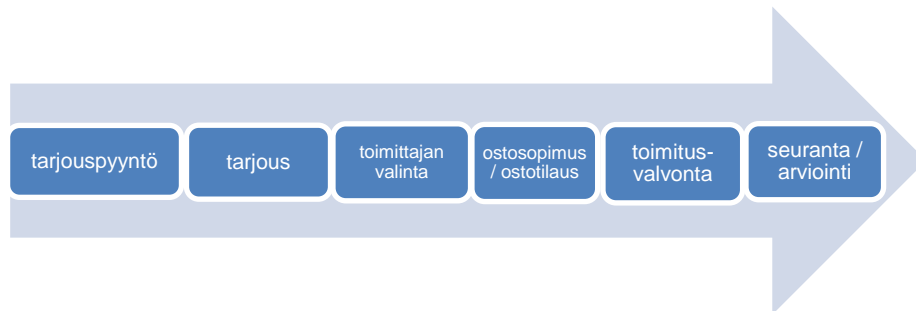 tarjouspyyntö
tarjous
toimittajan
valinta
ostosopimus
/ ostotilaus
toimitus-
valvonta
seuranta /
arviointi